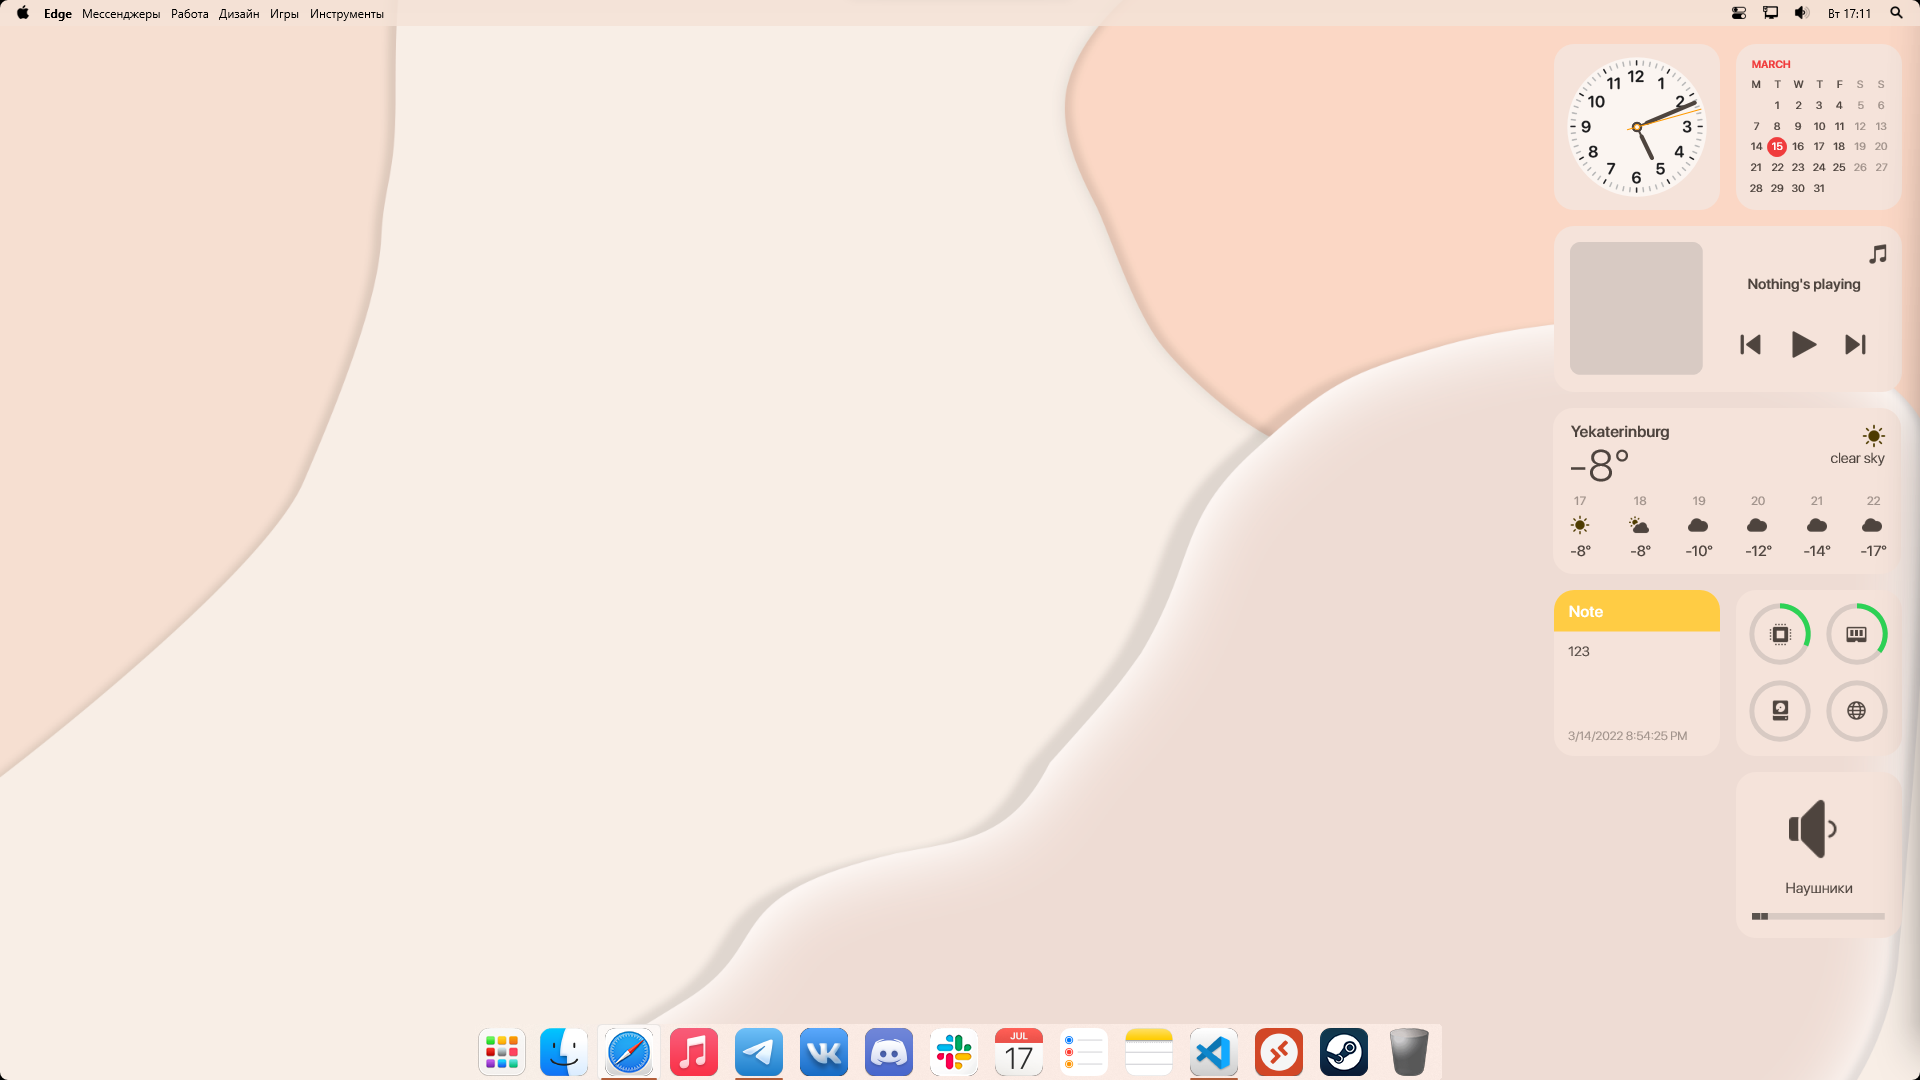 Edge Мессенджеры Работа Дизайн Игры Инструменты
Вт 17:11
12
1
2
3
4
5
6
7
8
9
10
11
MARCH
M T W T F S S
1 2 3 4 5 6
7 8 9 10 11 12 13
14 15 16 17 18 19 20
21 22 23 24 25 26 27
28 29 30 31
Nothing's playing
Yekaterinburg
-8°
clear sky
17 18 19 20 21 22
-8° -8° -10° -12° -14° -17°
Note
123
3/14/2022 8:54:25 PM
Наушники
JUL
17